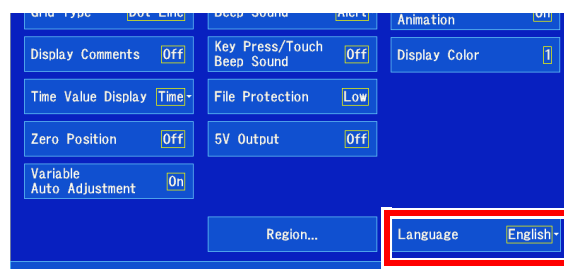 Grid Type Dot Line
Beep Sound Alert
Animation On
Display Comments Off
Key Press/Touch
Beep Sound Off
Display Color 1
Time Value Display Time
File Protection Low
Zero Position Off
5V Output Off
Variable
Auto Adjustment On
Region...
Language English